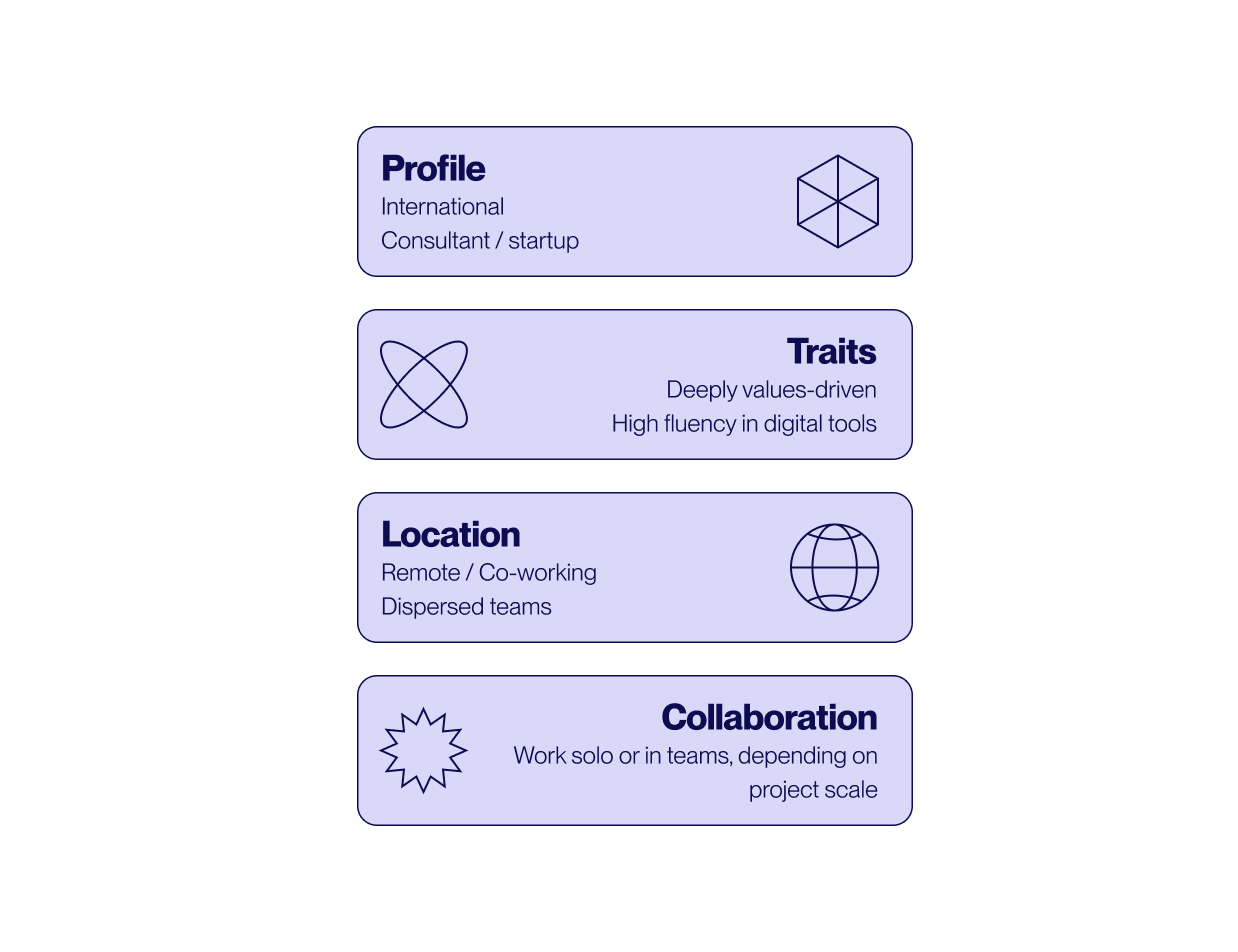 Profile
International
Consultant / startup
Traits
Deeply values-driven
High fluency in digital tools
Location
Remote / Co-working
Dispersed teams
Collaboration
Work solo or in teams, depending on
project scale